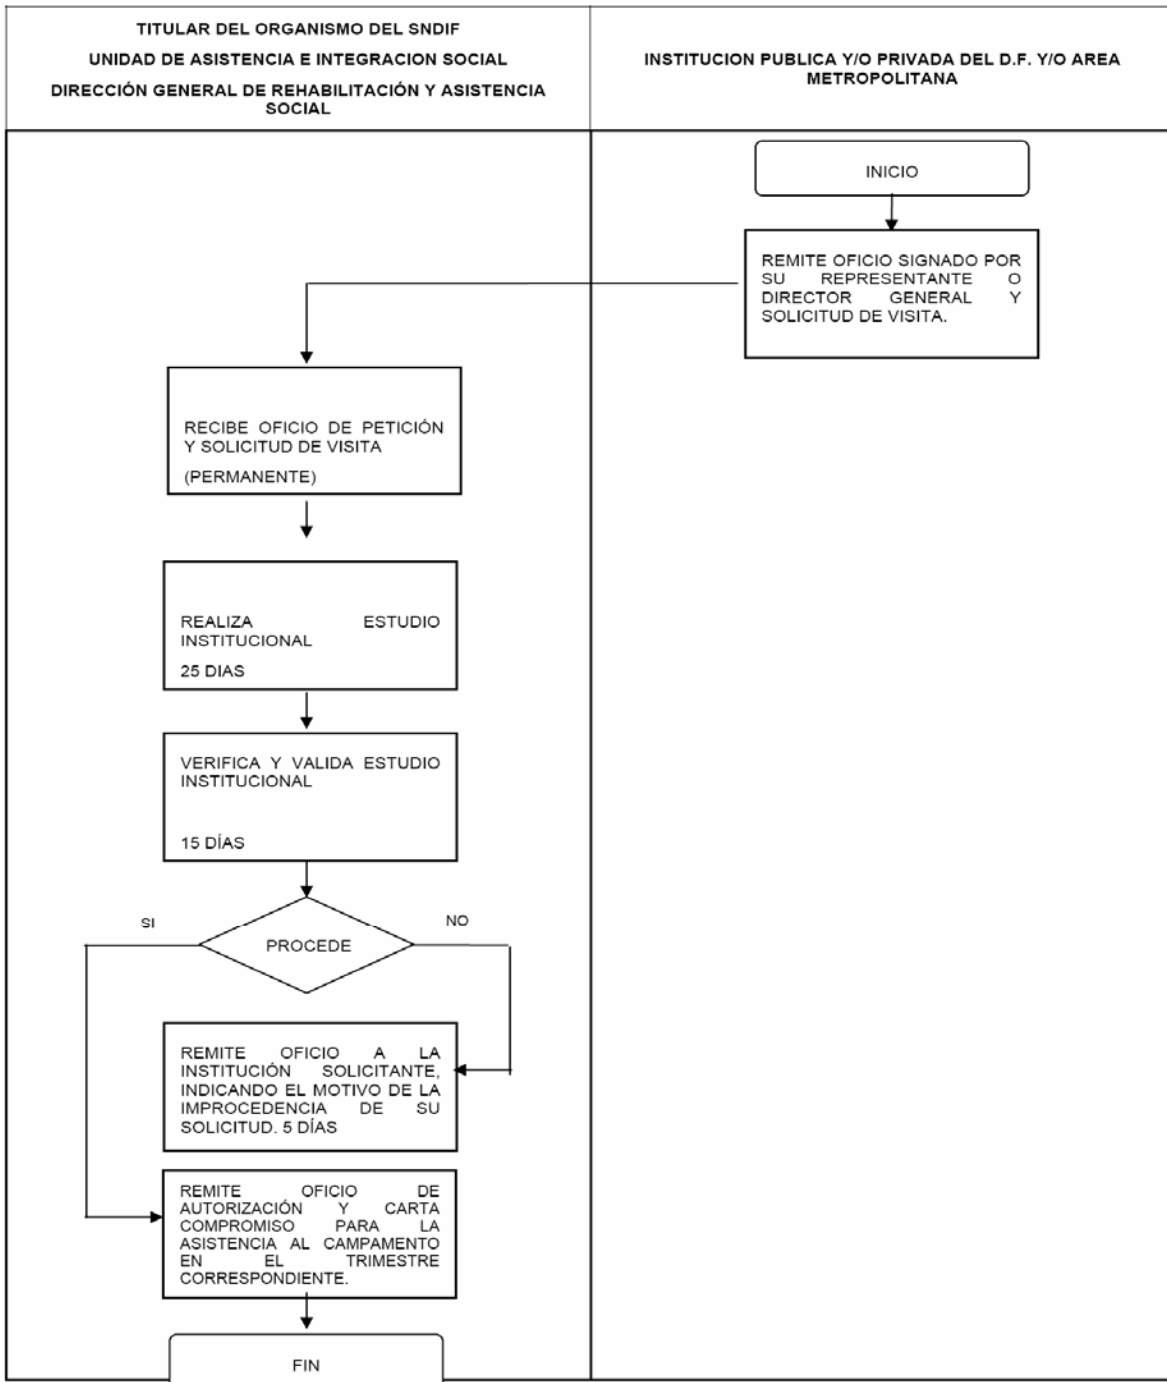 TITULAR DEL ORGANISMO DEL SNDIF
UNIDAD DE ASISTENCIA E INTEGRACION SOCIAL
DIRECCIÓN GENERAL DE REHABILITACIÓN Y ASISTENCIA
SOCIAL
INSTITUCION PUBLICA Y/O PRIVADA DEL D.F. Y/O AREA
METROPOLITANA
INICIO
REMITE OFICIO SIGNADO POR
SU REPRESENTANTE O
DIRECTOR GENERAL Y
SOLICITUD DE VISITA.
RECIBE OFICIO DE PETICIÓN
Y SOLICITUD DE VISITA
(PERMANENTE)
REALIZA ESTUDIO
INSTITUCIONAL
25 DIAS
VERIFICA Y VALIDA ESTUDIO
INSTITUCIONAL
15 DÍAS
SI
NO
PROCEDE
REMITE OFICIO A LA
INSTITUCIÓN SOLICITANTE,
INDICANDO EL MOTIVO DE LA
IMPROCEDENCIA DE SU
SOLICITUD. 5 DÍAS
REMITE OFICIO DE
AUTORIZACIÓN Y CARTA
COMPROMISO PARA LA
ASISTENCIA AL CAMPAMENTO
EN EL TRIMESTRE
CORRESPONDIENTE.
FIN